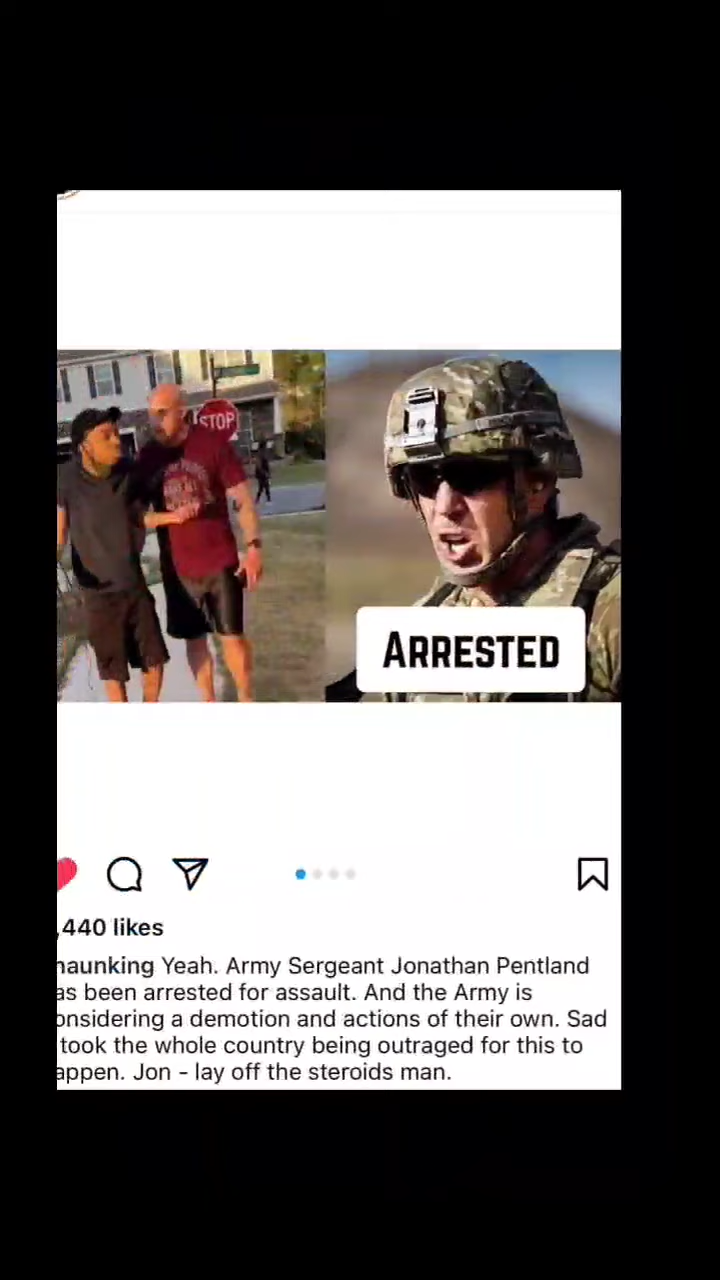 STOP
ARRESTED
,440 likes
haunking Yeah. Army Sergeant Jonathan Pentland
as been arrested for assault. And the Army is
onsidering a demotion and actions of their own. Sad
took the whole country being outraged for this to
appen. Jon - lay off the steroids man.